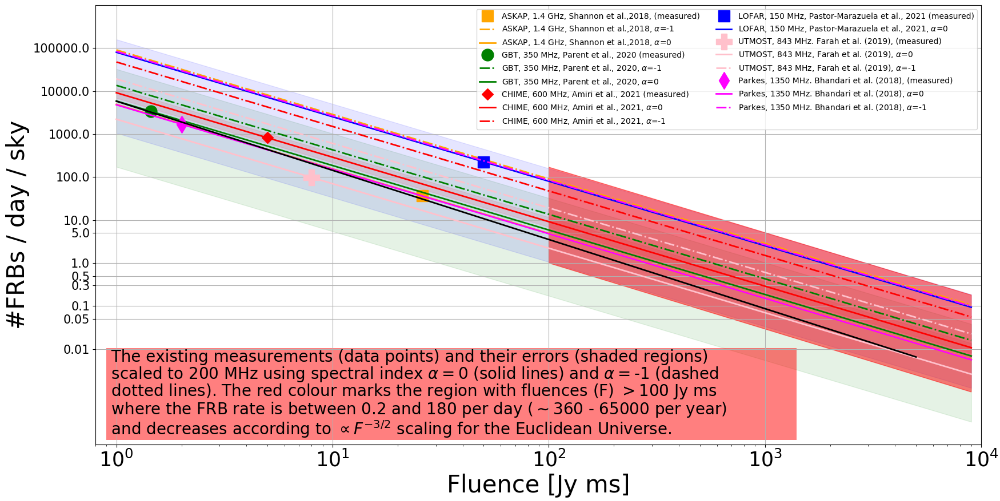 #FRBs / day / sky
100000.0
10000.0
1000.0
100.0
10.0
5.0
1.0
0.5
0.3
0.1
0.05
0.01
ASKAP, 1.4 GHz, Shannon et al.,2018, (measured)
ASKAP, 1.4 GHz, Shannon et al.,2018, α=-1
ASKAP, 1.4 GHz, Shannon et al.,2018, α=0
GBT, 350 MHz, Parent et al., 2020 (measured)
GBT, 350 MHz, Parent et al., 2020, α=-1
GBT, 350 MHz, Parent et al., 2020, α=0
CHIME, 600 MHz, Amiri et al., 2021 (measured)
CHIME, 600 MHz, Amiri et al., 2021, α=0
CHIME, 600 MHz, Amiri et al., 2021, α=-1
LOFAR, 150 MHz, Pastor-Marazuela et al., 2021 (measured)
LOFAR, 150 MHz, Pastor-Marazuela et al., 2021, α=0
UTMOST, 843 MHz. Farah et al. (2019), (measured)
UTMOST, 843 MHz, Farah et al. (2019), α=0
UTMOST, 843 MHz, Farah et al. (2019), α=-1
Parkes, 1350 MHz. Bhandari et al. (2018), (measured)
Parkes, 1350 MHz. Bhandari et al. (2018), α=0
Parkes, 1350 MHz. Bhandari et al. (2018), α=-1
The existing measurements (data points) and their errors (shaded regions)
scaled to 200 MHz using spectral index α = 0 (solid lines) and α = -1 (dashed
dotted lines). The red colour marks the region with fluences (F) >100 Jy ms
where the FRB rate is between 0.2 and 180 per day (∼360 - 65000 per year)
and decreases according to ∝F^{-3/2} scaling for the Euclidean Universe.
10^0 10^1 10^2 10^3 10^4
Fluence [Jy ms]